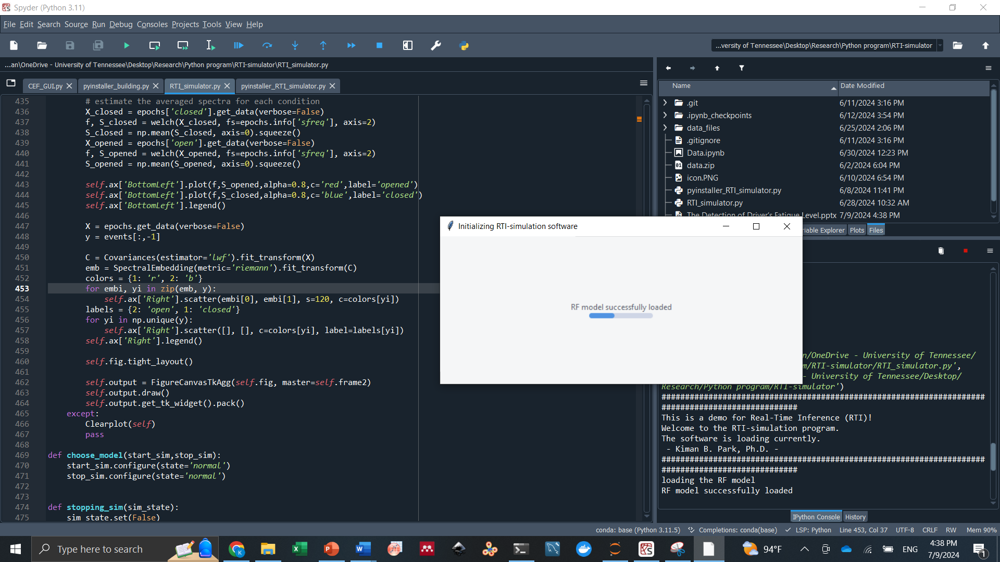 Spyder (Python 3.11)
File Edit Search Source Run Debug Consoles Projects Tools View Help
...versity of Tennessee\Desktop\Research\Python program\RTI-simulator
...an\OneDrive - University of Tennessee\Desktop\Research\Python program\RTI-simulator\RTI_simulator.py
CEF_GUI.py pyinstaller_building.py RTI_simulator.py pyinstaller_RTI_simulator.py
435 # estimate the averaged spectra for each condition
436 X_closed = epochs['closed'].get_data(verbose=False)
437 f, S_closed = welch(X_closed, fs=epochs.info['sfreq'], axis=2)
438 S_closed = np.mean(S_closed, axis=0).squeeze()
439 X_opened = epochs['open'].get_data(verbose=False)
440 f, S_opened = welch(X_opened, fs=epochs.info['sfreq'], axis=2)
441 S_opened = np.mean(S_opened, axis=0).squeeze()
442
443 self.ax['BottomLeft'].plot(f,S_opened,alpha=0.8,c='red',label='opened')
444 self.ax['BottomLeft'].plot(f,S_closed,alpha=0.8,c='blue',label='closed')
445 self.ax['BottomLeft'].legend()
446
447 X = epochs.get_data(verbose=False)
448 y = events[:,-1]
449
450 C = Covariances(estimator='lwf').fit_transform(X)
451 emb = SpectralEmbedding(metric='riemann').fit_transform(C)
452 colors = {1: 'r', 2: 'b'}
453 for embi, yi in zip(emb, y):
454 self.ax['Right'].scatter(embi[0], embi[1], s=120, c=colors[yi])
455 labels = {2: 'open', 1: 'closed'}
456 for yi in np.unique(y):
457 self.ax['Right'].scatter([], [], c=colors[yi], label=labels[yi])
458 self.ax['Right'].legend()
459
460 self.fig.tight_layout()
461
462 self.output = FigureCanvasTkAgg(self.fig, master=self.frame2)
463 self.output.draw()
464 self.output.get_tk_widget().pack()
465 except:
466 Clearplot(self)
467 pass
468
469 def choose_model(start_sim,stop_sim):
470 start_sim.configure(state='normal')
471 stop_sim.configure(state='normal')
472
473
474 def stopping_sim(sim_state):
475 sim_state.set(False)
Name Date Modified
.git 6/11/2024 3:16 PM
.ipynb_checkpoints 6/12/2024 3:54 PM
data_files 6/25/2024 2:06 PM
.gitignore 6/11/2024 3:16 PM
Data.ipynb 6/30/2024 12:23 PM
data.zip 6/2/2024 6:04 PM
icon.PNG 6/10/2024 6:54 PM
pyinstaller_RTI_simulator.py 6/8/2024 11:41 PM
RTI_simulator.py 6/28/2024 10:32 AM
The Detection of Driver's Fatigue Level.pptx 7/9/2024 4:38 PM
riable Explorer Plots Files
Initializing RTI-simulation software
RF model successfully loaded
n/OneDrive - University of Tennessee/
m/RTI-simulator/RTI_simulator.py',
- University of Tennessee/Desktop/
Research/Python program/RTI-simulator')
#####################################################################
#############################
This is a demo for Real-Time Inference (RTI)!
Welcome to the RTI-simulation program.
The software is loading currently.
- Kiman B. Park, Ph.D. -
#####################################################################
#############################
loading the RF model
RF model successfully loaded
IPython Console History
conda: base (Python 3.11.5) Completions: conda(base) LSP: Python Line 453, Col 37 UTF-8 CRLF RW Mem 90%
Type here to search
94°F
ENG
4:38 PM
7/9/2024
1